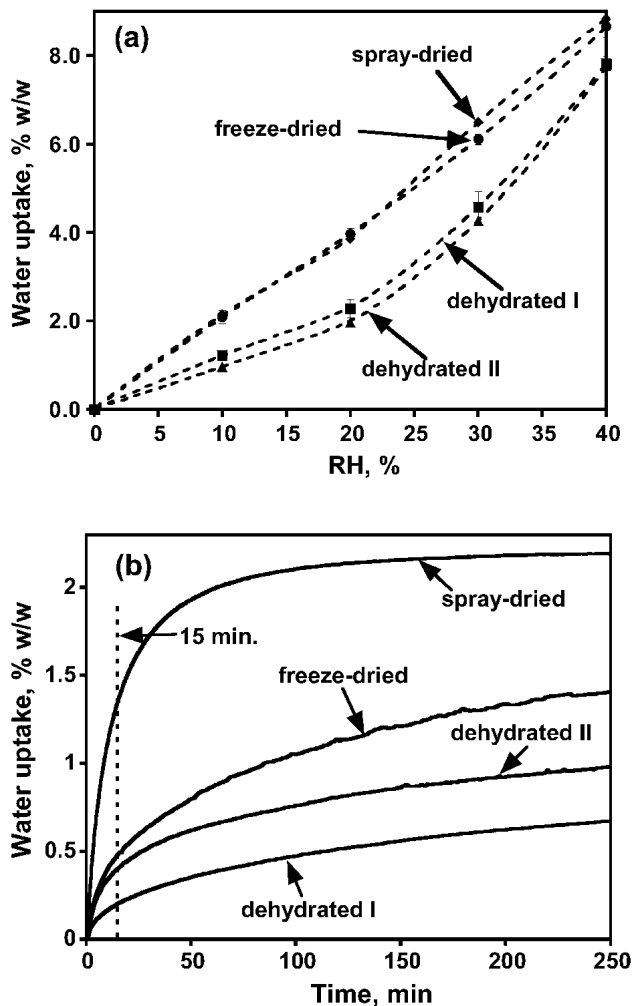 (a)
Water uptake, % w/w
8.0
6.0
4.0
2.0
0.0
spray-dried
freeze-dried
dehydrated I
dehydrated II
0 5 10 15 20 25 30 35 40
RH, %
(b)
Water uptake, % w/w
2
1.5
1
0.5
0
15 min.
spray-dried
freeze-dried
dehydrated II
dehydrated I
0 50 100 150 200 250
Time, min